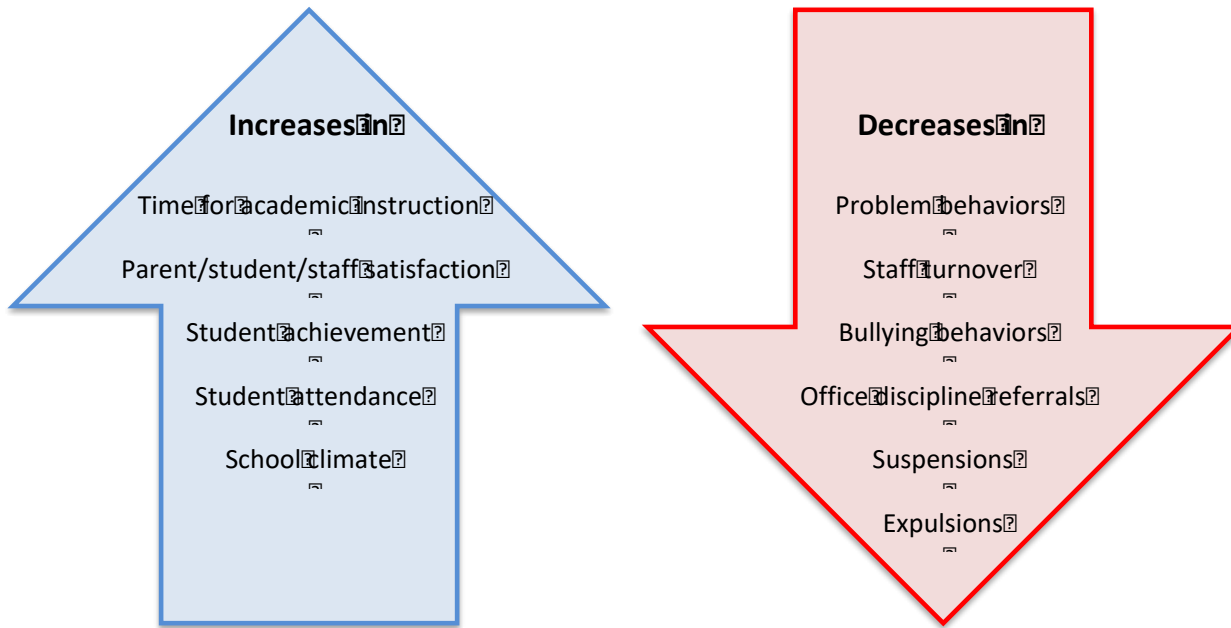 Increases in
Time for academic instruction
Parent/student/staff satisfaction
Student achievement
Student attendance
School climate
Decreases in
Problem behaviors
Staff turnover
Bullying behaviors
Office discipline referrals
Suspensions
Expulsions